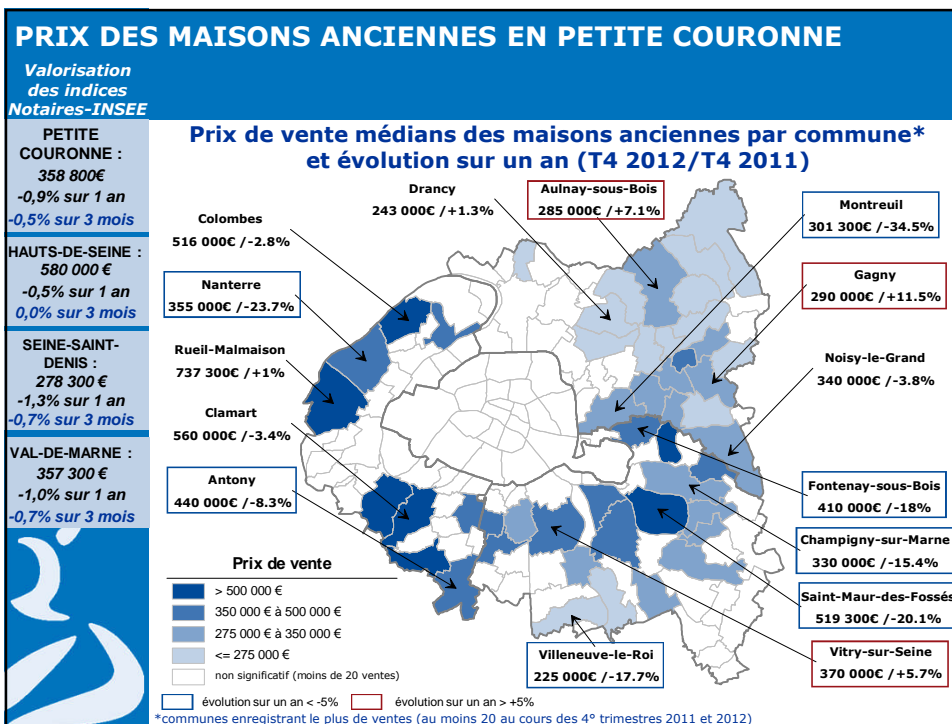 PRIX DES MAISONS ANCIENNES EN PETITE COURONNE
Valorisation
des indices
Notaires-INSEE
PETITE
COURONNE :
358 800€
-0,9% sur 1 an
-0,5% sur 3 mois
HAUTS-DE-SEINE :
580 000 €
-0,5% sur 1 an
0,0% sur 3 mois
SEINE-SAINT-
DENIS :
278 300 €
-1,3% sur 1 an
-0,7% sur 3 mois
VAL-DE-MARNE :
357 300 €
-1,0% sur 1 an
-0,7% sur 3 mois
Prix de vente médians des maisons anciennes par commune*
et évolution sur un an (T4 2012/T4 2011)
Drancy
243 000€ /+1.3%
Aulnay-sous-Bois
285 000€ /+7.1%
Montreuil
301 300€ /-34.5%
Colombes
516 000€ /-2.8%
Gagny
290 000€ /+11.5%
Nanterre
355 000€ /-23.7%
Rueil-Malmaison
737 300€ /+1%
Noisy-le-Grand
340 000€ /-3.8%
Clamart
560 000€ /-3.4%
Antony
440 000€ /-8.3%
Fontenay-sous-Bois
410 000€ /-18%
Champigny-sur-Marne
330 000€ /-15.4%
Saint-Maur-des-Fossés
519 300€ /-20.1%
Villeneuve-le-Roi
225 000€ /-17.7%
Vitry-sur-Seine
370 000€ /+5.7%
Prix de vente
> 500 000 €
350 000 € à 500 000 €
275 000 € à 350 000 €
<= 275 000 €
non significatif (moins de 20 ventes)
évolution sur un an < -5%
évolution sur un an > +5%
*communes enregistrant le plus de ventes (au moins 20 au cours des 4° trimestres 2011 et 2012)